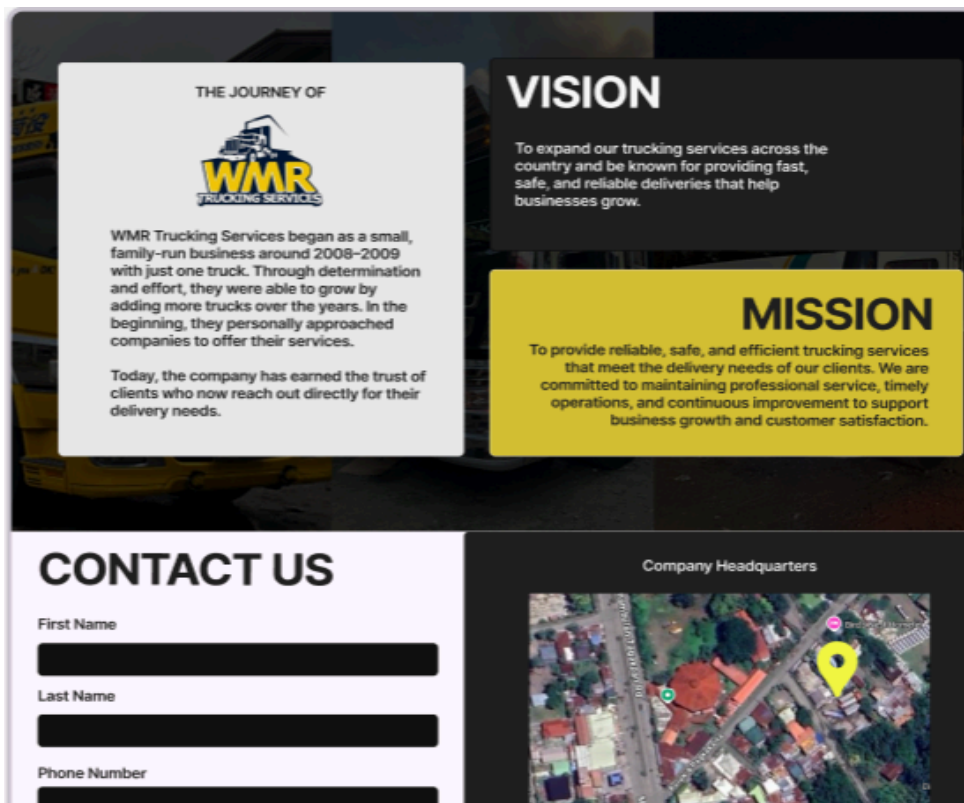 THE JOURNEY OF
WMR
TRUCKING SERVICES
WMR Trucking Services began as a small,
family-run business around 2008–2009
with just one truck. Through determination
and effort, they were able to grow by
adding more trucks over the years. In the
beginning, they personally approached
companies to offer their services.
Today, the company has earned the trust of
clients who now reach out directly for their
delivery needs.
VISION
To expand our trucking services across the
country and be known for providing fast,
safe, and reliable deliveries that help
businesses grow.
MISSION
To provide reliable, safe, and efficient trucking services
that meet the delivery needs of our clients. We are
committed to maintaining professional service, timely
operations, and continuous improvement to support
business growth and customer satisfaction.
CONTACT US
First Name
Last Name
Phone Number
Company Headquarters